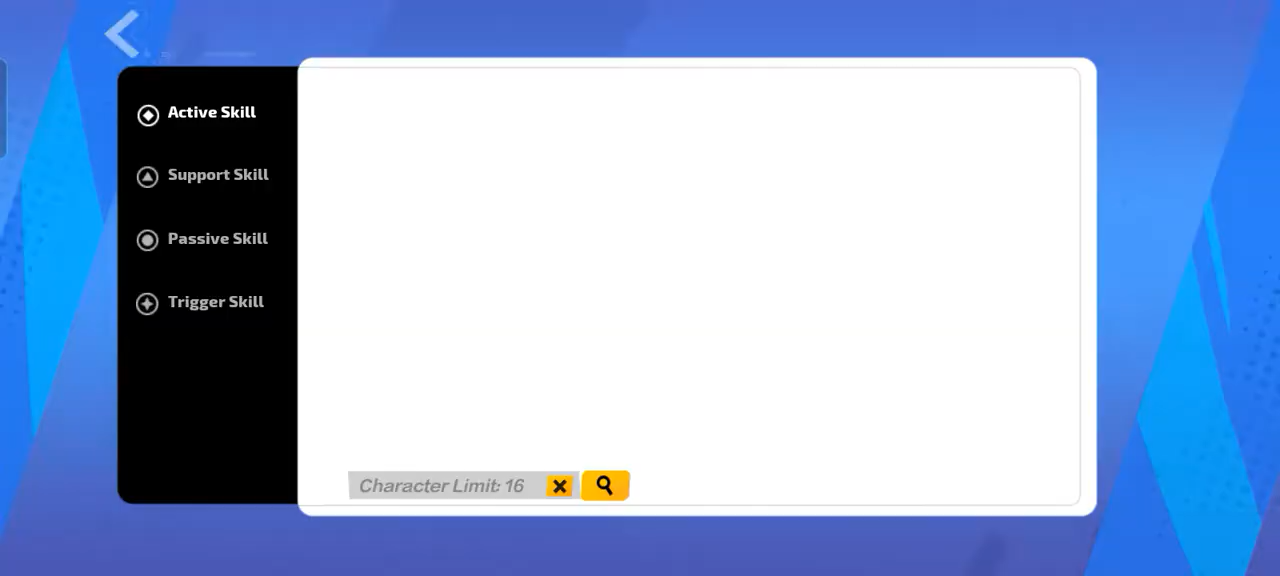 Active Skill
Support Skill
Passive Skill
Trigger Skill
Character Limit: 16